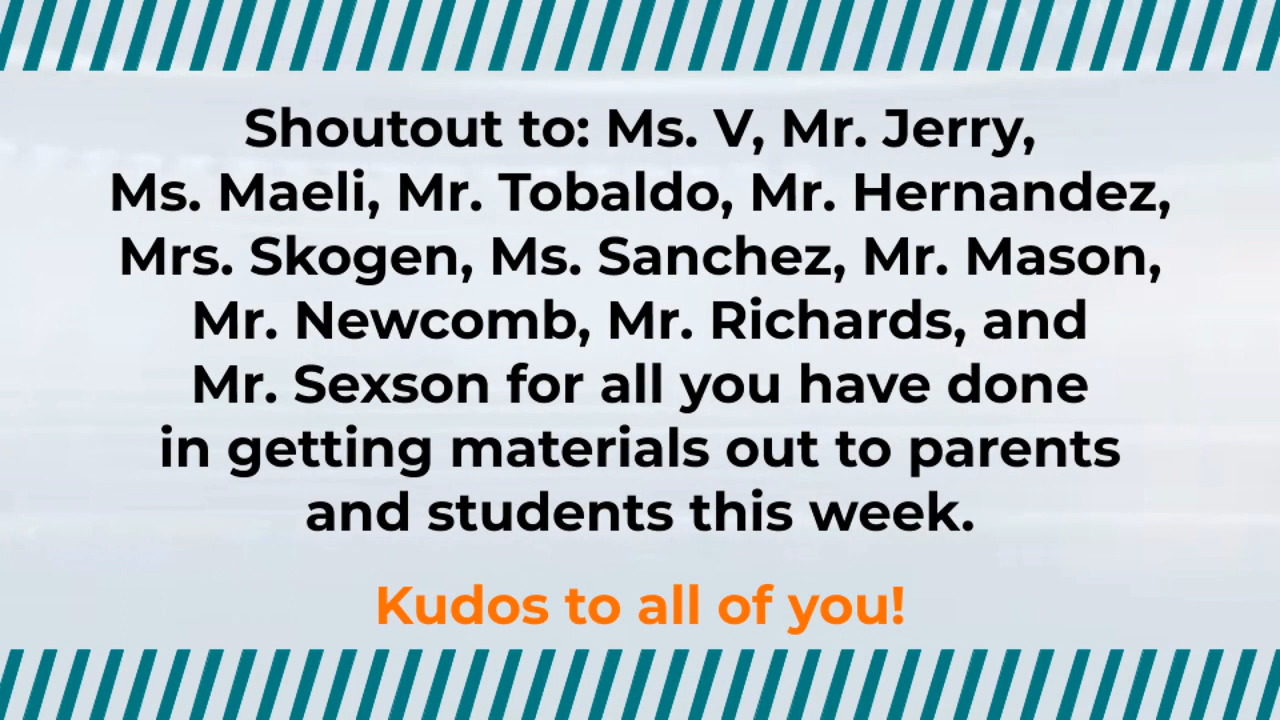 Shoutout to: Ms. V, Mr. Jerry,
Ms. Maeli, Mr. Tobaldo, Mr. Hernandez,
Mrs. Skogen, Ms. Sanchez, Mr. Mason,
Mr. Newcomb, Mr. Richards, and
Mr. Sexson for all you have done
in getting materials out to parents
and students this week.
Kudos to all of you!